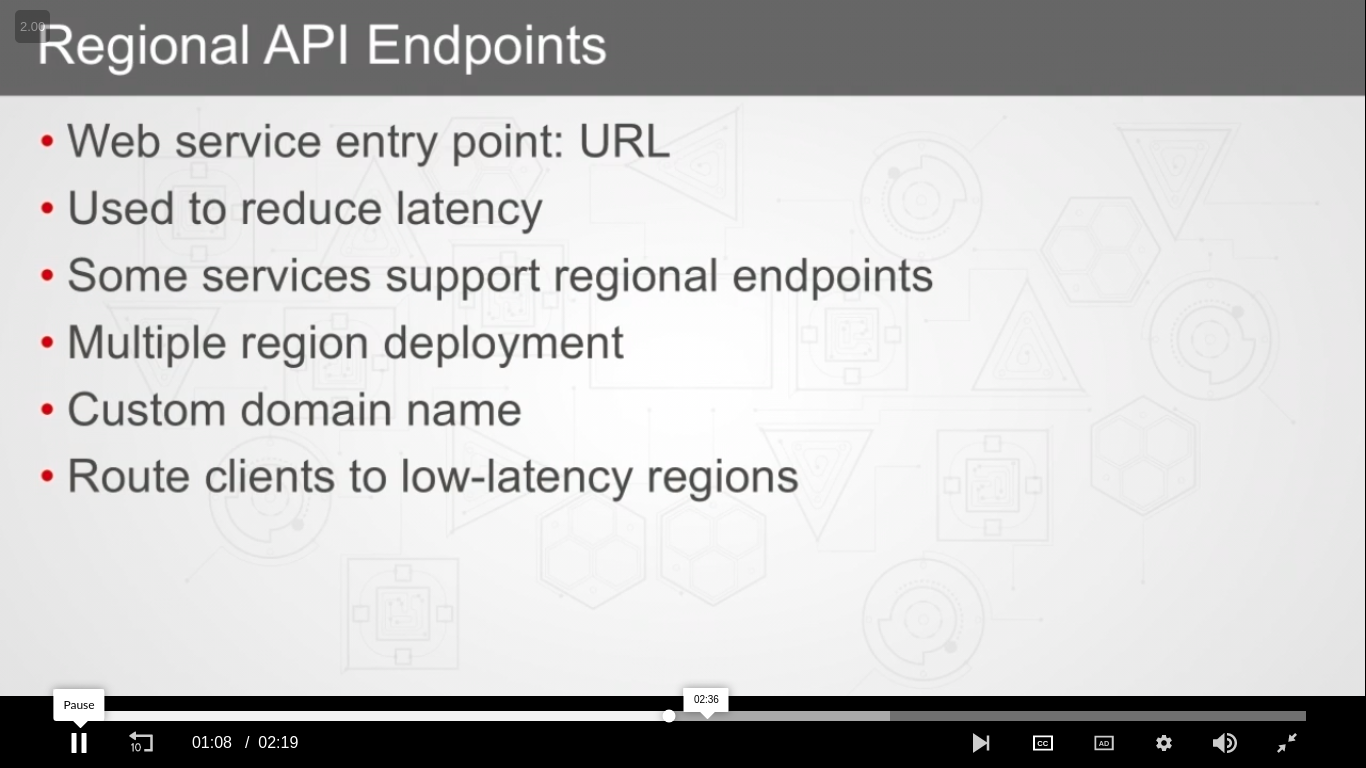 2.00
Regional API Endpoints
• Web service entry point: URL
• Used to reduce latency
• Some services support regional endpoints
• Multiple region deployment
• Custom domain name
• Route clients to low-latency regions
Pause
02:36
10
01:08 / 02:19
CC
AD